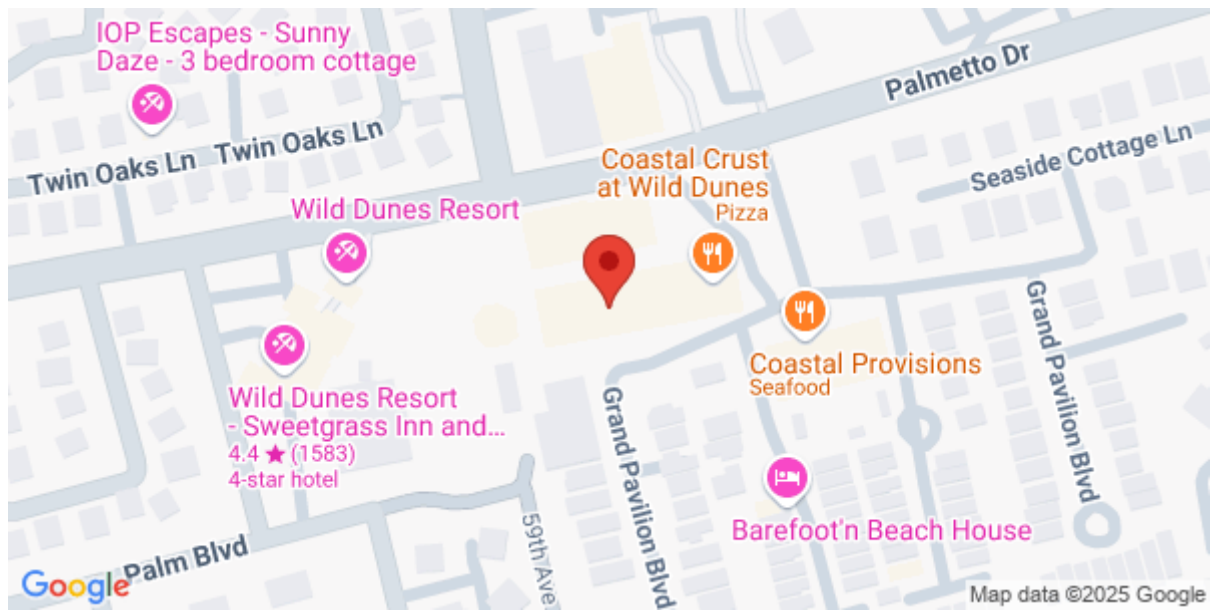 IOP Escapes - Sunny
Daze - 3 bedroom cottage
Palmetto Dr
Twin Oaks Ln
Twin Oaks Ln
Seaside Cottage Ln
Coastal Crust
at Wild Dunes
Pizza
Wild Dunes Resort
Grand Pavilion Blvd
Coastal Provisions
Seafood
Wild Dunes Resort
- Sweetgrass Inn and...
4.4 ★ (1583)
4-star hotel
Grand Pavilion Blvd
59th Ave
Barefoot'n Beach House
Palm Blvd
Google
Map data ©2025 Google